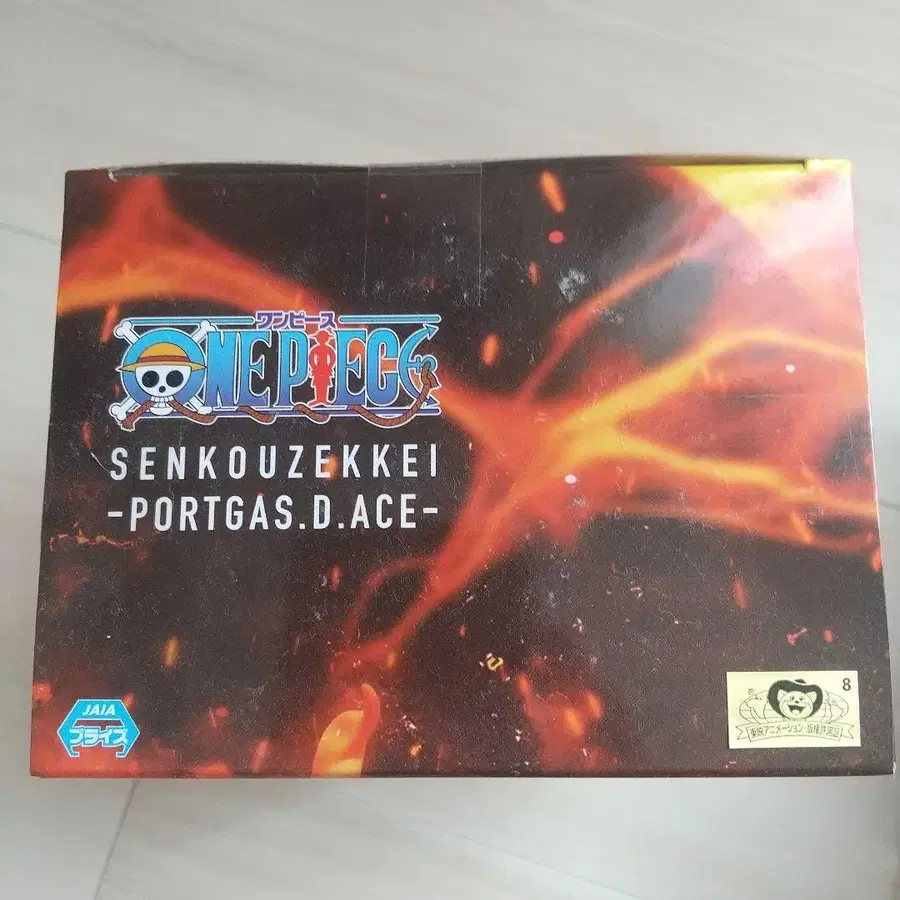 ワンピース
ONE PIECE
SENKOUZEKKEI
-PORTGAS.D.ACE-
JAIA
プライズ
8
東映アニメーション・版権許諾証